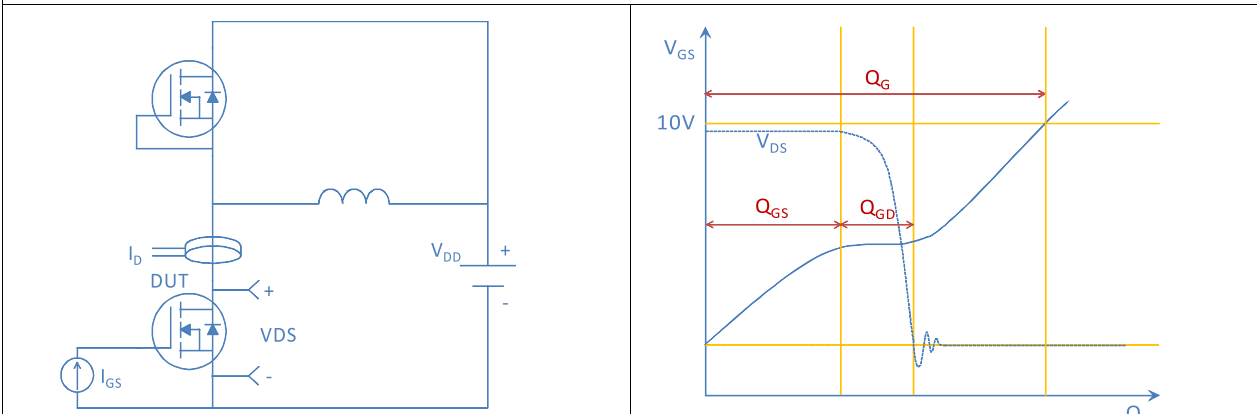 I_D
DUT
+
VDS
-
I_GS
V_DD
+
-
V_GS
Q_G
10V
V_DS
Q_GS
Q_GD